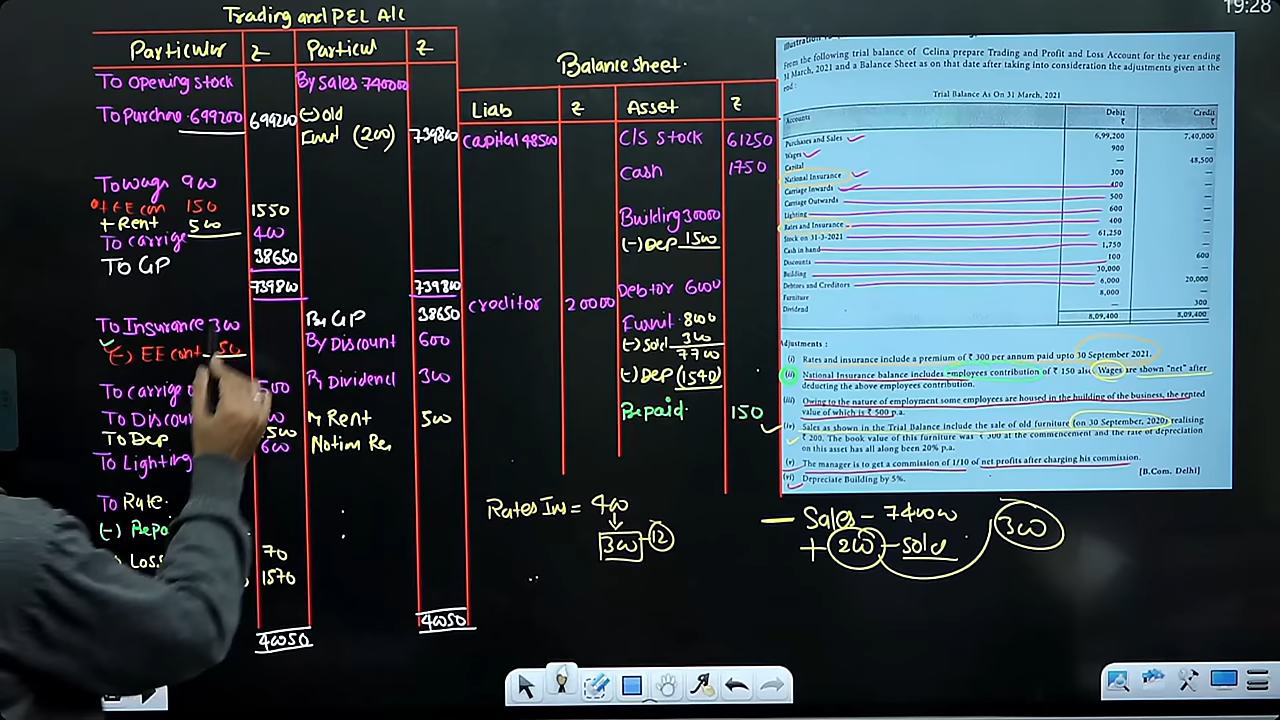 19:28
Trading and P&L A/c
Particular ₹ Particul ₹
To Opening stock By Sales 740000
To purchase 699200 699200 (-) old
Furnit (200) 739800
To wages 900
+ EE con 150 1550
+ Rent 500
To carrige 400
To GP 38650
739800 739800
To Insurance 300 By GP 38650
(-) EE cont 150 By Discount 600
To carrige o 500 By Dividend 300
To Discou By Rent 500
To Dep 1500 Notion Re
To Lighting 600
To Rate.
(-) Prepa
Loss 70
1570
40050 40050
Balance sheet.
Liab ₹ Asset ₹
capital 48500 C/S stock 61250
cash 1750
Building 30000
(-) Dep 1500
creditor 20000 Debtor 6000
Furnit 8000
(-) Sold 300
7700
(-) Dep (1540)
Prepaid 150
Rates Ins = 400
300 - 12
Sales - 740000
+ 200 - sold 300
From the following trial balance of Celina prepare Trading and Profit and Loss Account for the year ending
31 March, 2021 and a Balance Sheet as on that date after taking into consideration the adjustments given at the
end :
Trial Balance As On 31 March, 2021
Accounts Debit ₹ Credit ₹
Purchases and Sales 6,99,200 7,40,000
Wages 900 —
Capital — 48,500
National Insurance 300 —
Carriage Inwards 400
Carriage Outwards 500
Lighting 600
Rates and Insurance 400
Stock on 31-3-2021 61,250
Cash in hand 1,750 —
Discounts 100 600
Building 30,000 —
Debtors and Creditors 6,000 20,000
Furniture 8,000 —
Dividend 300
8,09,400 8,09,400
Adjustments :
(i) Rates and insurance include a premium of ₹ 300 per annum paid upto 30 September 2021.
(ii) National Insurance balance includes employees contribution of ₹ 150 also. Wages are shown "net" after
deducting the above employees contribution.
(iii) Owing to the nature of employment some employees are housed in the building of the business, the rented
value of which is ₹ 500 p.a.
(iv) Sales as shown in the Trial Balance include the sale of old furniture (on 30 September, 2020) realising
₹ 200. The book value of this furniture was ₹ 300 at the commencement and the rate of depreciation
on this asset has all along been 20% p.a.
(v) The manager is to get a commission of 1/10 of net profits after charging his commission.
(vi) Depreciate Building by 5%.
[B.Com. Delhi]